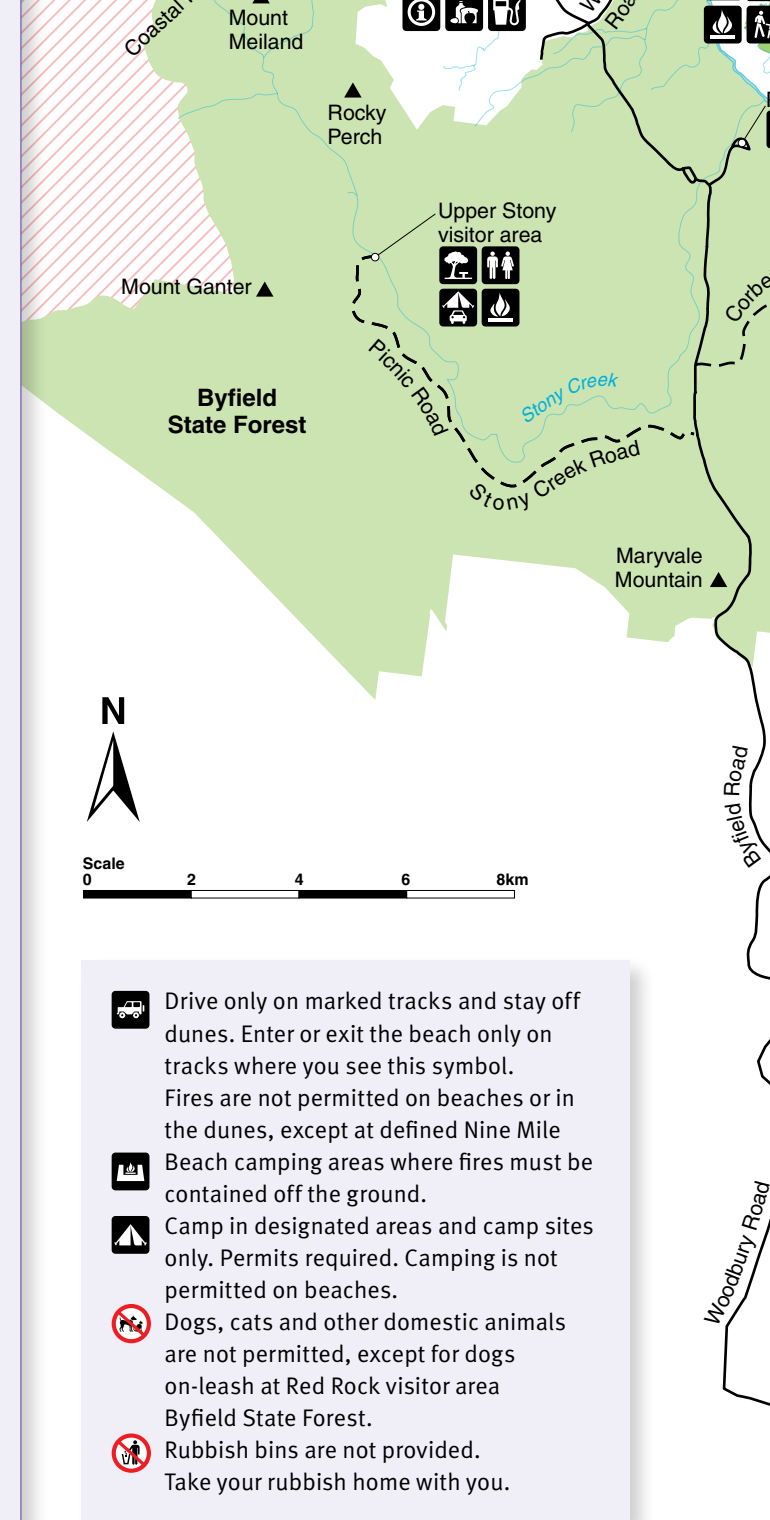 Coastal
Mount
Meiland
Rocky
Perch
Upper Stony
visitor area
Mount Ganter
Picnic Road
Byfield
State Forest
Stony Creek
Stony Creek Road
Maryvale
Mountain
N
Byfield Road
Scale
0 2 4 6 8km
Woodbury Road
Drive only on marked tracks and stay off
dunes. Enter or exit the beach only on
tracks where you see this symbol.
Fires are not permitted on beaches or in
the dunes, except at defined Nine Mile
Beach camping areas where fires must be
contained off the ground.
Camp in designated areas and camp sites
only. Permits required. Camping is not
permitted on beaches.
Dogs, cats and other domestic animals
are not permitted, except for dogs
on-leash at Red Rock visitor area
Byfield State Forest.
Rubbish bins are not provided.
Take your rubbish home with you.